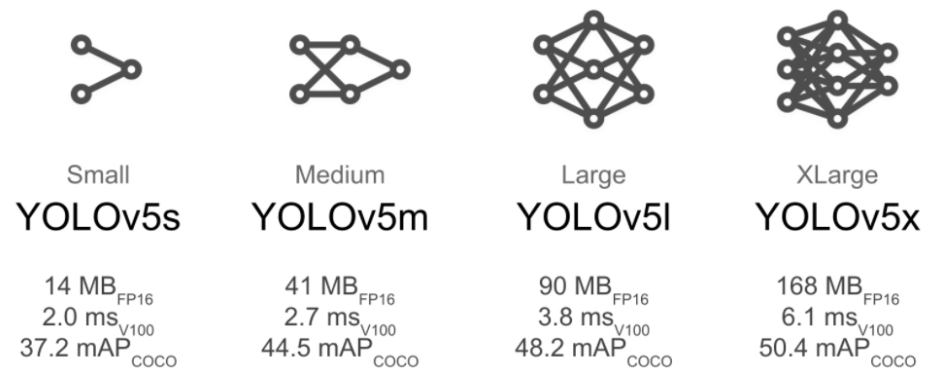 Small
YOLOv5s
14 MB FP16
2.0 ms V100
37.2 mAP COCO
Medium
YOLOv5m
41 MB FP16
2.7 ms V100
44.5 mAP COCO
Large
YOLOv5l
90 MB FP16
3.8 ms V100
48.2 mAP COCO
XLarge
YOLOv5x
168 MB FP16
6.1 ms V100
50.4 mAP COCO